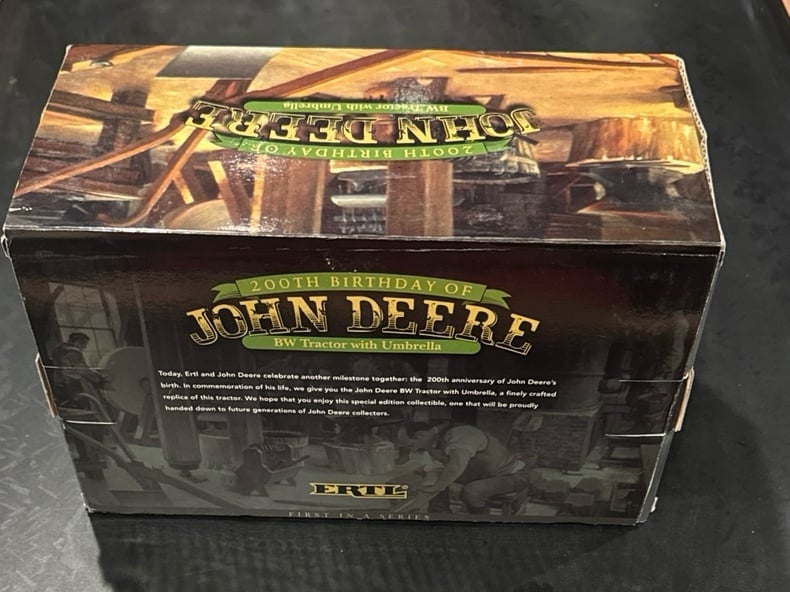 BW Tractor with Umbrella
JOHN DEERE
200TH BIRTHDAY OF
200TH BIRTHDAY OF
JOHN DEERE
BW Tractor with Umbrella
Today, Ertl and John Deere celebrate another milestone together: the 200th anniversary of John Deere's
birth. In commemoration of his life, we give you the John Deere BW Tractor with Umbrella, a finely crafted
replica of this tractor. We hope that you enjoy this special edition collectible, one that will be proudly
handed down to future generations of John Deere collectors.
ERTL®
FIRST IN A SERIES